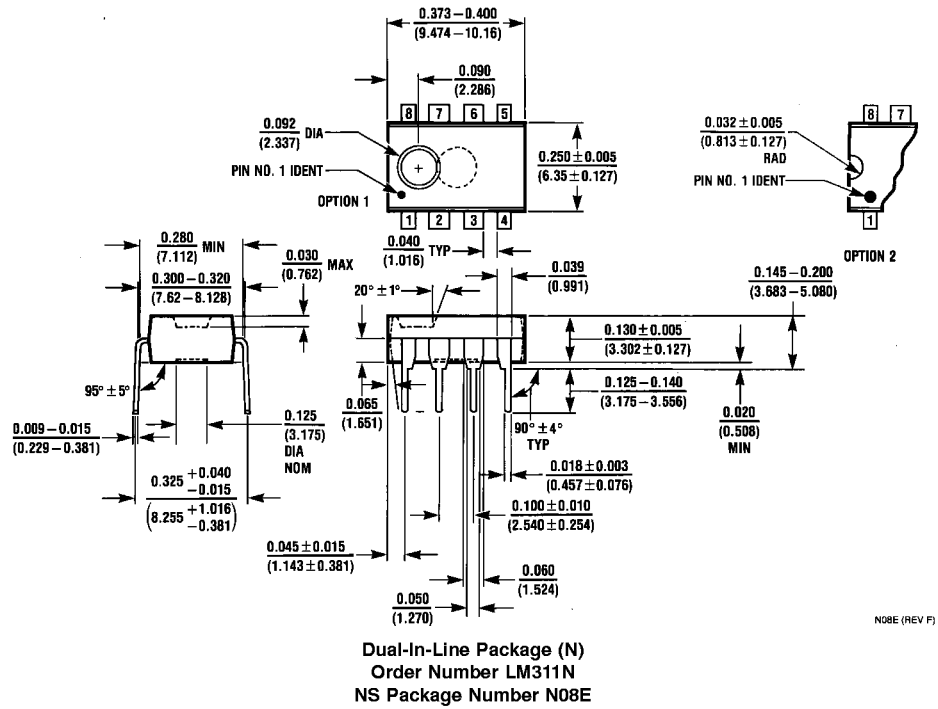 0.373–0.400
(9.474–10.16)
0.090
(2.286)
8 7 6 5
8 7
0.092 DIA
(2.337)
0.032±0.005
(0.813±0.127)
RAD
0.250±0.005
(6.35±0.127)
PIN NO. 1 IDENT
PIN NO. 1 IDENT
OPTION 1
1 2 3 4
1
OPTION 2
0.280 MIN
(7.112)
0.030 MAX
(0.762)
0.040 TYP
(1.016)
0.039
(0.991)
0.145–0.200
(3.683–5.080)
0.300–0.320
(7.62–8.128)
20°±1°
0.130±0.005
(3.302±0.127)
95°±5°
0.065
(1.651)
0.125–0.140
(3.175–3.556)
0.020
(0.508)
MIN
0.009–0.015
(0.229–0.381)
0.125
(3.175)
DIA
NOM
90°±4°
TYP
0.018±0.003
(0.457±0.076)
0.325 +0.040
−0.015
(8.255 +1.016
−0.381)
0.100±0.010
(2.540±0.254)
0.045±0.015
(1.143±0.381)
0.060
(1.524)
0.050
(1.270)
N08E (REV F)
Dual-In-Line Package (N)
Order Number LM311N
NS Package Number N08E